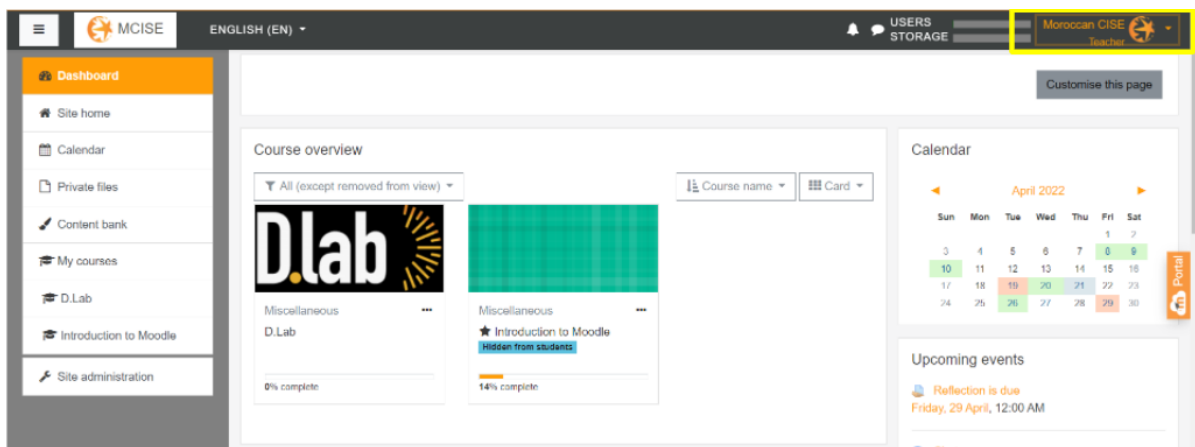 MCISE
ENGLISH (EN)
USERS
STORAGE
Moroccan CISE
Teacher
Dashboard
Site home
Calendar
Private files
Content bank
My courses
D.Lab
Introduction to Moodle
Site administration
Customise this page
Course overview
All (except removed from view)
Course name
Card
D.lab
Miscellaneous
D.Lab
0% complete
Miscellaneous
Introduction to Moodle
Hidden from students
14% complete
Calendar
April 2022
Sun Mon Tue Wed Thu Fri Sat
1 2
3 4 5 6 7 8 9
10 11 12 13 14 15 16
17 18 19 20 21 22 23
24 25 26 27 28 29 30
Upcoming events
Reflection is due
Friday, 29 April, 12:00 AM
Portal